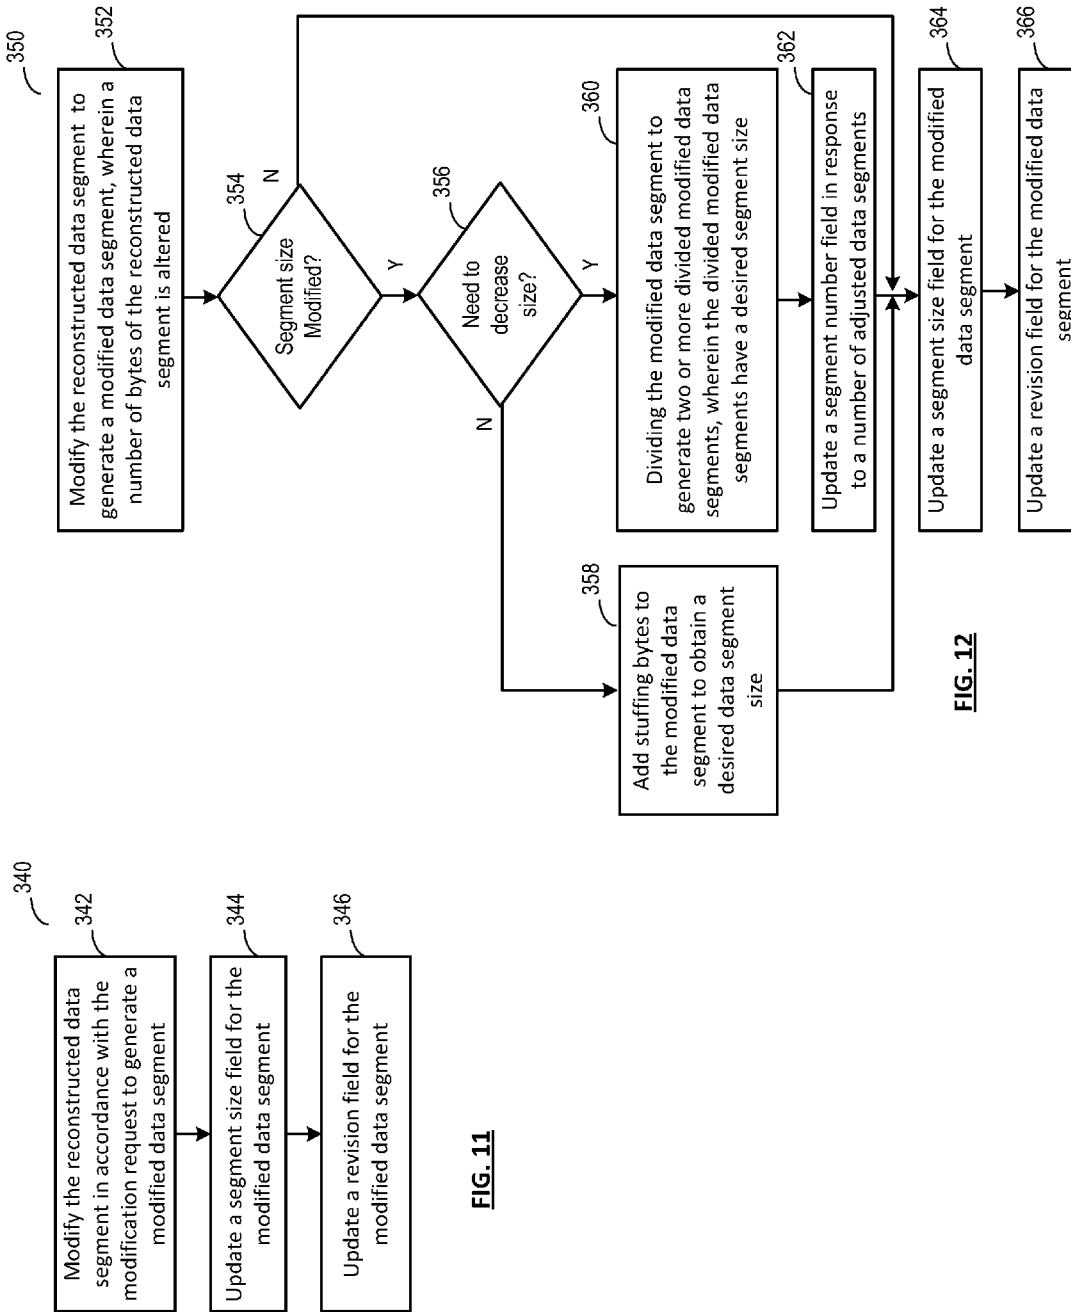 340
342
Modify the reconstructed data
segment in accordance with the
modification request to generate a
modified data segment
344
Update a segment size field for the
modified data segment
346
Update a revision field for the
modified data segment
FIG. 11
350
352
Modify the reconstructed data segment to
generate a modified data segment, wherein a
number of bytes of the reconstructed data
segment is altered
354
Segment size
Modified?
N
Y
356
Need to
decrease
size?
N
Y
358
Add stuffing bytes to
the modified data
segment to obtain a
desired data segment
size
360
Dividing the modified data segment to
generate two or more divided modified data
segments, wherein the divided modified data
segments have a desired segment size
362
Update a segment number field in response
to a number of adjusted data segments
364
Update a segment size field for the modified
data segment
366
Update a revision field for the modified data
segment
FIG. 12